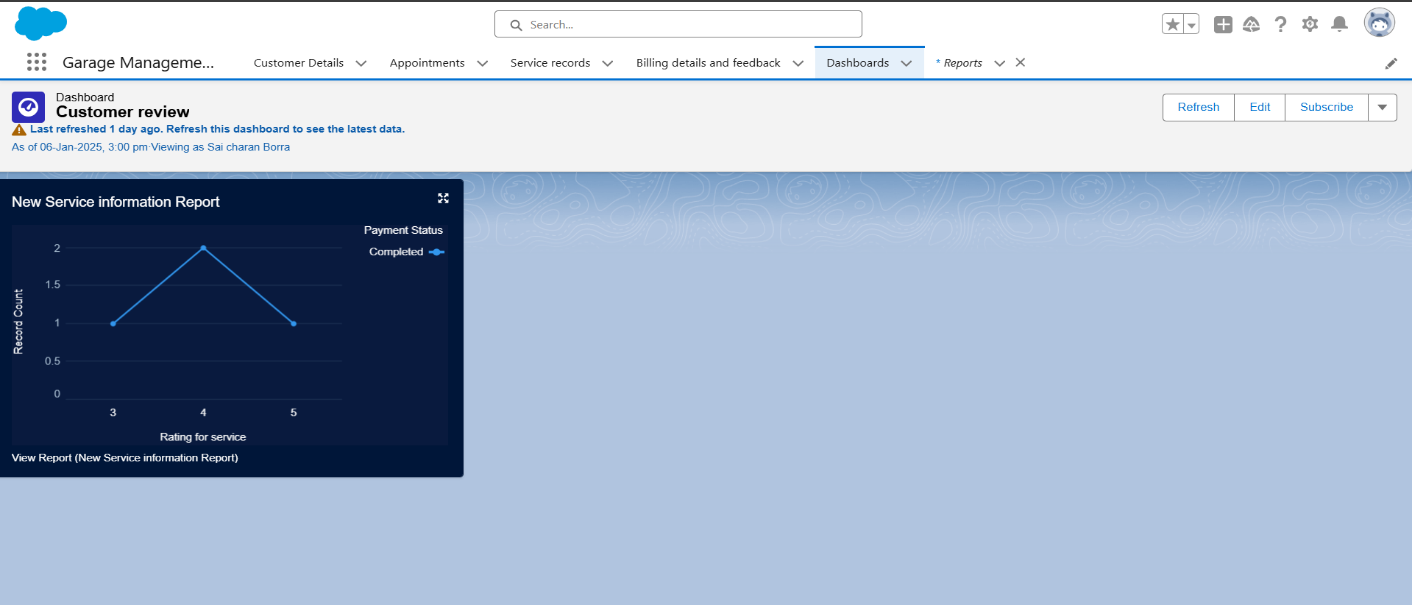 Search...
Garage Manageme...
Customer Details
Appointments
Service records
Billing details and feedback
Dashboards
* Reports
Dashboard
Customer review
Last refreshed 1 day ago. Refresh this dashboard to see the latest data.
As of 06-Jan-2025, 3:00 pm·Viewing as Sai charan Borra
Refresh
Edit
Subscribe
New Service information Report
Payment Status
Completed
Record Count
2
1.5
1
0.5
0
3 4 5
Rating for service
View Report (New Service information Report)